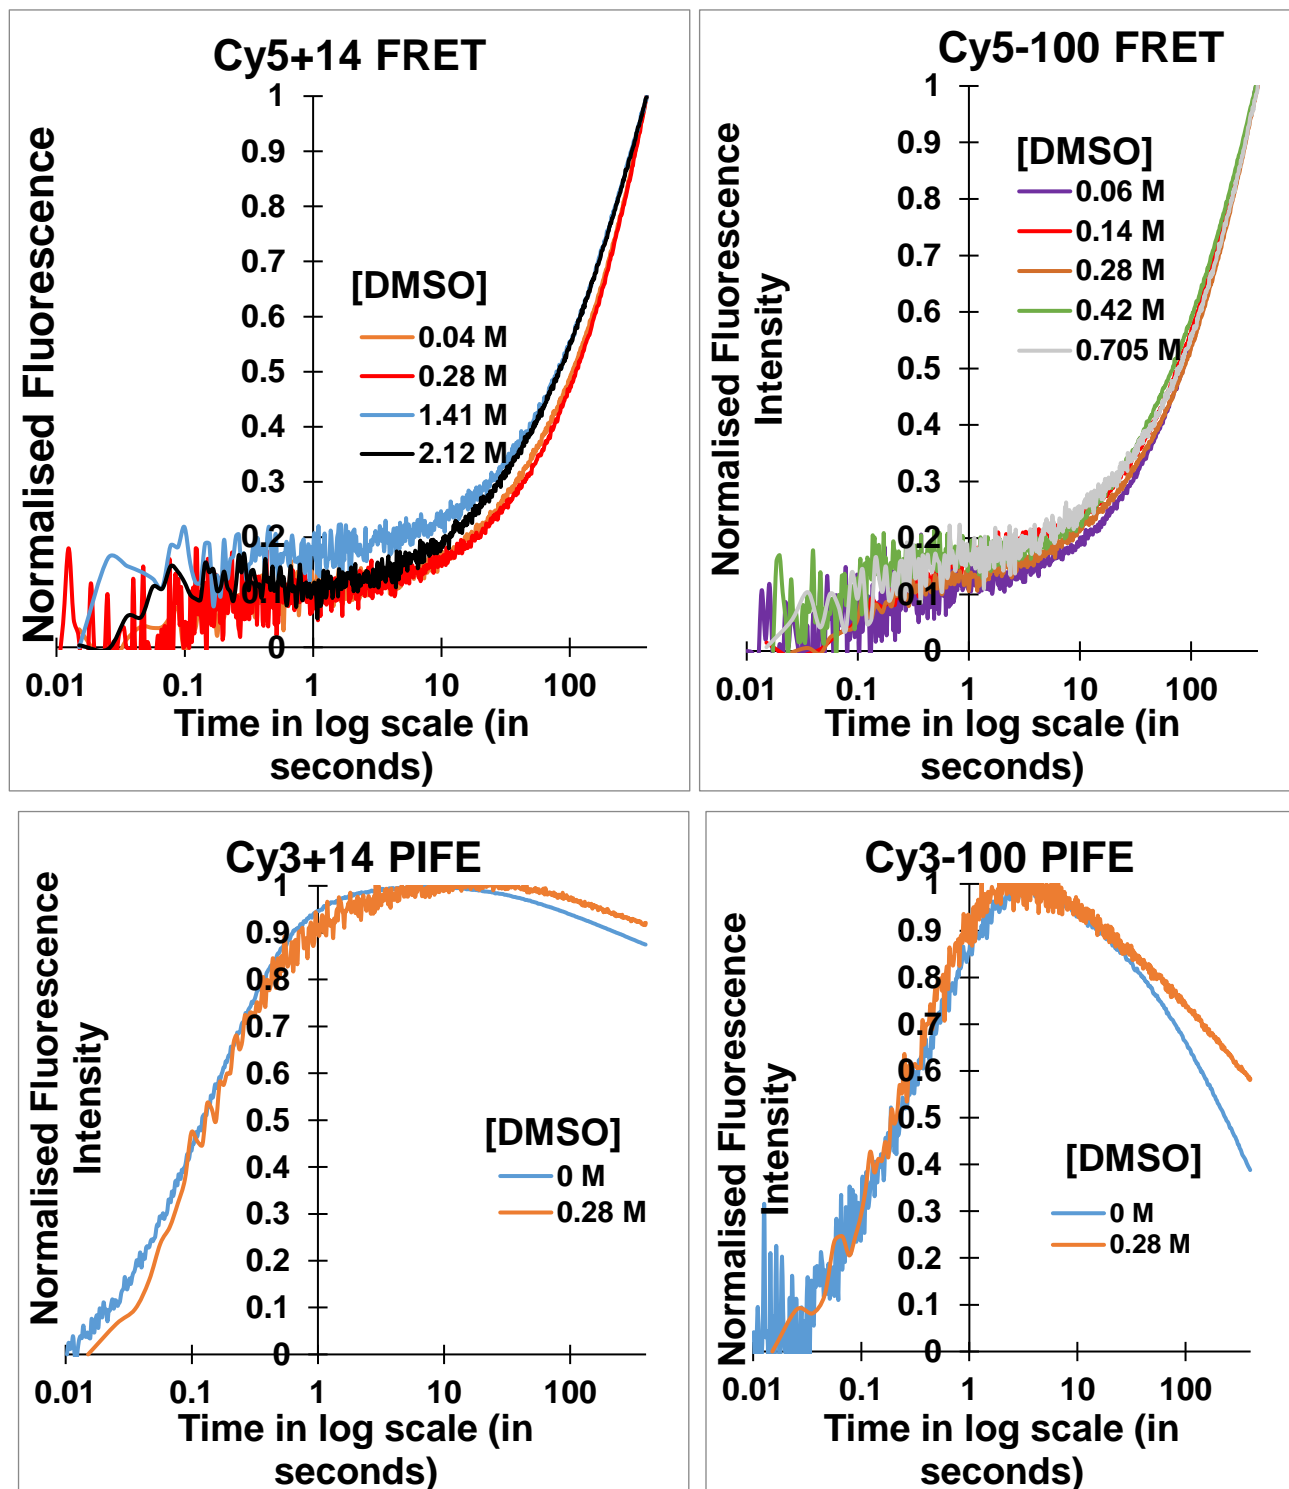 Cy5+14 FRET
Normalised Fluorescence
1
0.9
0.8
0.7
0.6
0.5
0.4
0.3
0.2
0.1
0
[DMSO]
0.04 M
0.28 M
1.41 M
2.12 M
0.01 0.1 1 10 100
Time in log scale (in
seconds)
Cy5-100 FRET
Normalised Fluorescence
Intensity
1
0.9
0.8
0.7
0.6
0.5
0.4
0.3
0.2
0.1
0
[DMSO]
0.06 M
0.14 M
0.28 M
0.42 M
0.705 M
0.01 0.1 1 10 100
Time in log scale (in
seconds)
Cy3+14 PIFE
Normalised Fluorescence
Intensity
1
0.9
0.8
0.7
0.6
0.5
0.4
0.3
0.2
0.1
0
[DMSO]
0 M
0.28 M
0.01 0.1 1 10 100
Time in log scale (in
seconds)
Cy3-100 PIFE
Normalised Fluorescence
Intensity
1
0.9
0.8
0.7
0.6
0.5
0.4
0.3
0.2
0.1
0
[DMSO]
0 M
0.28 M
0.01 0.1 1 10 100
Time in log scale (in
seconds)